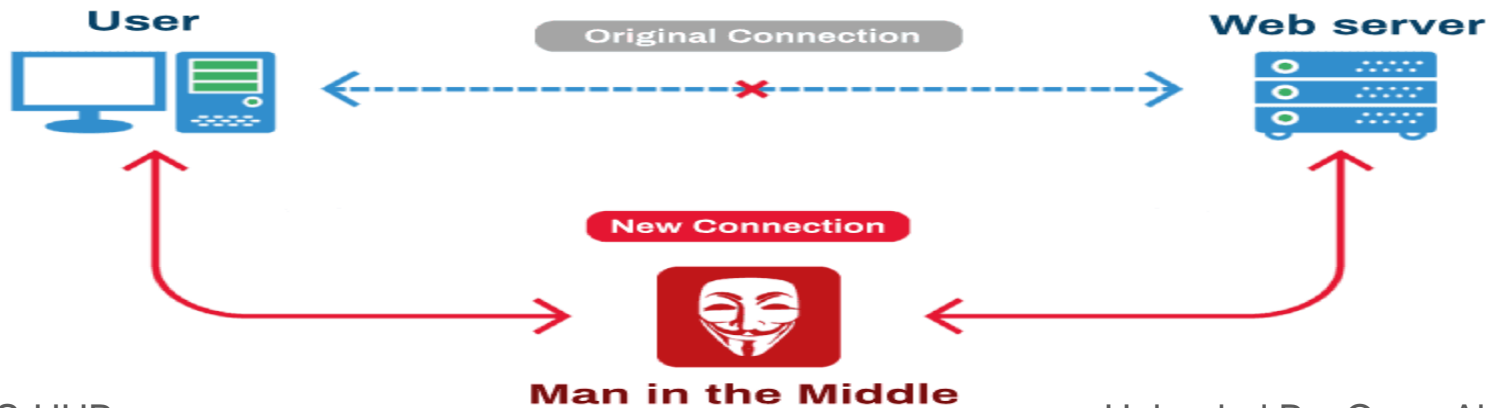 User
Original Connection
Web server
New Connection
Man in the Middle